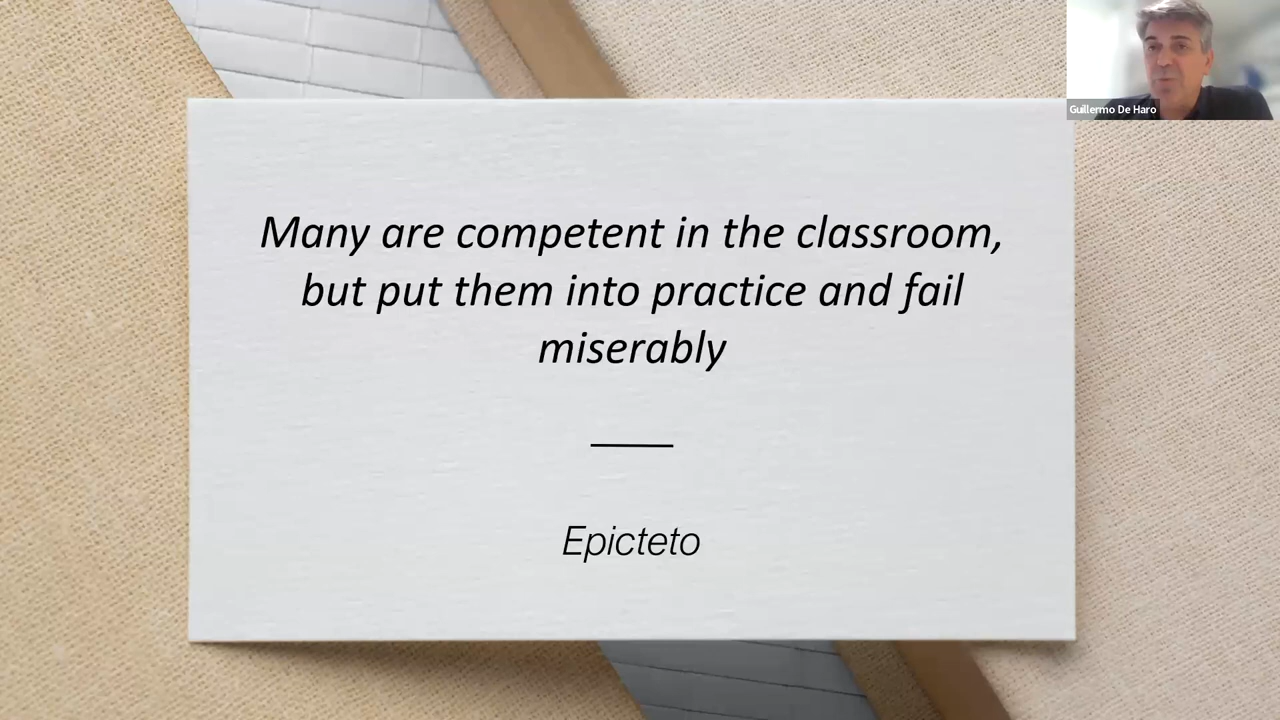 Guillermo De Haro
Many are competent in the classroom,
but put them into practice and fail
miserably
Epicteto